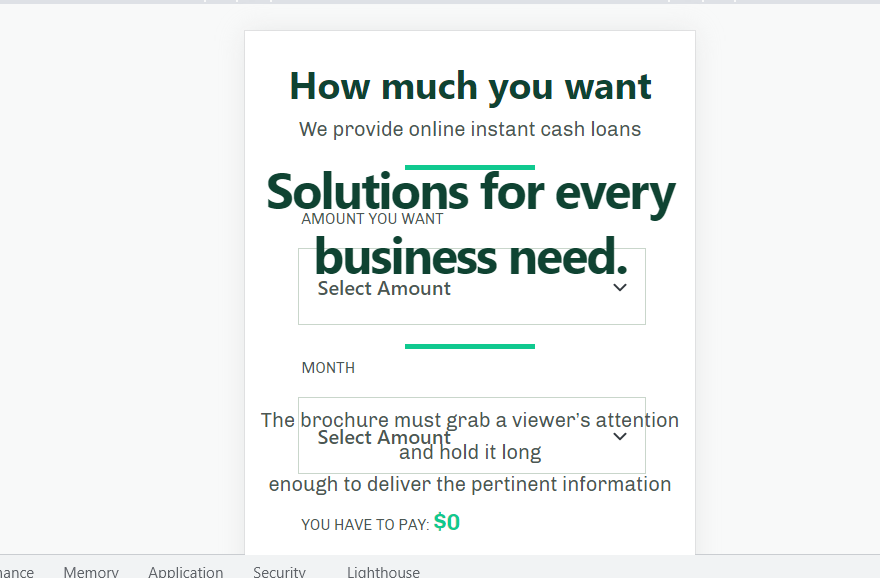 How much you want
We provide online instant cash loans
Solutions for every
AMOUNT YOU WANT
business need.
Select Amount
MONTH
The brochure must grab a viewer’s attention
Select Amount
and hold it long
enough to deliver the pertinent information
YOU HAVE TO PAY: $0
Memory Application Security Lighthouse